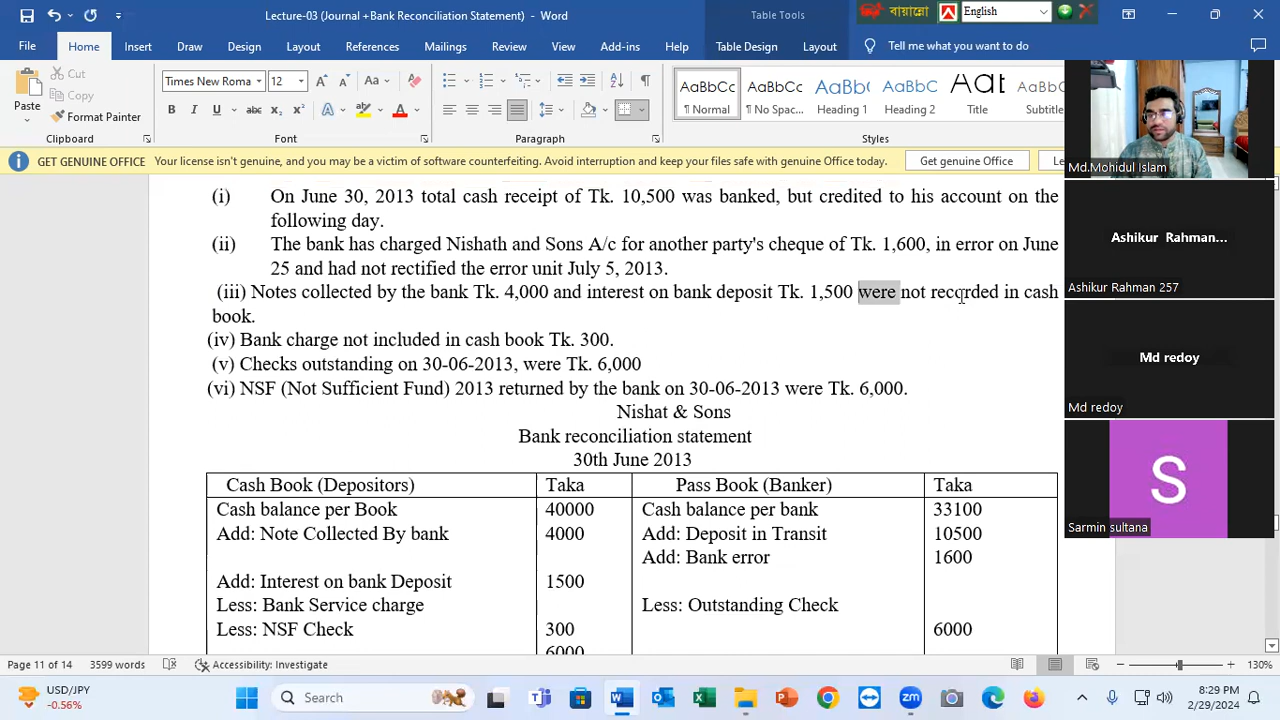 Lecture-03 (Journal +Bank Reconciliation Statement - Word
Table Tools
বায়ান্নো English
File Home Insert Draw Design Layout References Mailings Review View Add-ins Help Table Design Layout Tell me what you want to do
Paste
Cut
Copy
Format Painter
Times New Roma 12
AaBbCc AaBbCc AaBbC AaBbCc Aat
¶ Normal ¶ No Spac... Heading 1 Heading 2 Title
Clipboard Font Paragraph Styles
GET GENUINE OFFICE Your license isn't genuine, and you may be a victim of software counterfeiting. Avoid interruption and keep your files safe with genuine Office today. Get genuine Office Le
(i) On June 30, 2013 total cash receipt of Tk. 10,500 was banked, but credited to his account on the
following day.
(ii) The bank has charged Nishath and Sons A/c for another party's cheque of Tk. 1,600, in error on June
25 and had not rectified the error unit July 5, 2013.
(iii) Notes collected by the bank Tk. 4,000 and interest on bank deposit Tk. 1,500 were not recorded in cash
book.
(iv) Bank charge not included in cash book Tk. 300.
(v) Checks outstanding on 30-06-2013, were Tk. 6,000
(vi) NSF (Not Sufficient Fund) 2013 returned by the bank on 30-06-2013 were Tk. 6,000.
Nishat & Sons
Bank reconciliation statement
30th June 2013
Cash Book (Depositors) Taka Pass Book (Banker) Taka
Cash balance per Book 40000 Cash balance per bank 33100
Add: Note Collected By bank 4000 Add: Deposit in Transit 10500
Add: Bank error 1600
Add: Interest on bank Deposit 1500
Less: Bank Service charge Less: Outstanding Check
Less: NSF Check 300 6000
6000
Md.Mohidul Islam
Ashikur Rahman...
Ashikur Rahman 257
Md redoy
Md redoy
S
Sarmin sultana
Page 11 of 14 3599 words Accessibility: Investigate 130%
USD/JPY
-0.56%
Search
8:29 PM
2/29/2024